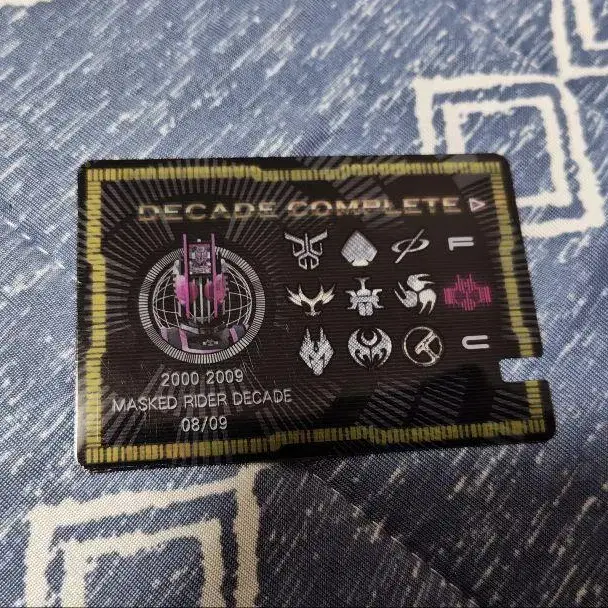 DECADE COMPLETE
F
C
2000 2009
MASKED RIDER DECADE
08/09